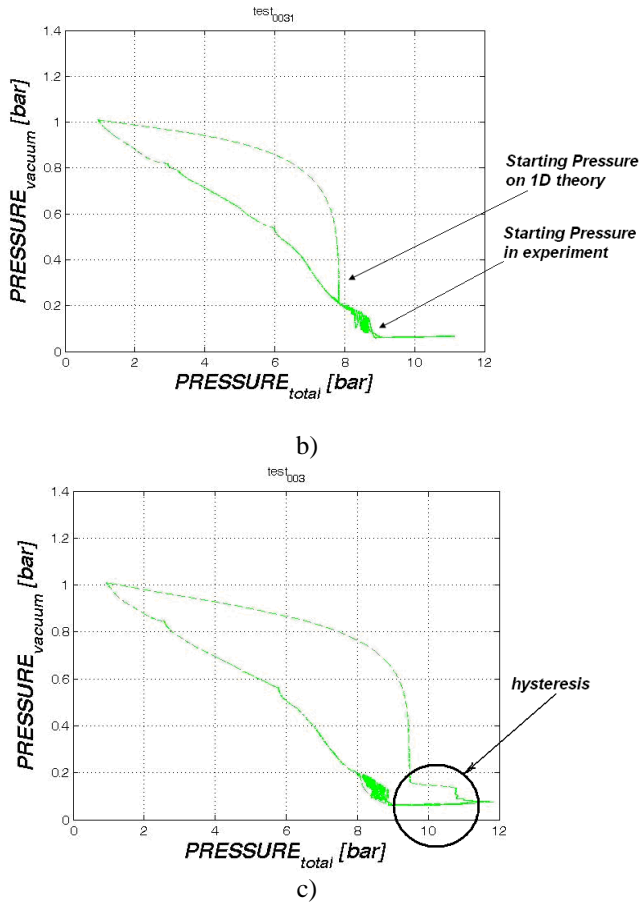 test0031
1.4
1.2
1
0.8
0.6
0.4
0.2
0
PRESSUREvacuum [bar]
Starting Pressure
on 1D theory
Starting Pressure
in experiment
0 2 4 6 8 10 12
PRESSUREtotal [bar]
b)
test003
1.4
1.2
1
0.8
0.6
0.4
0.2
0
PRESSUREvacuum [bar]
hysteresis
0 2 4 6 8 10 12
PRESSUREtotal [bar]
c)